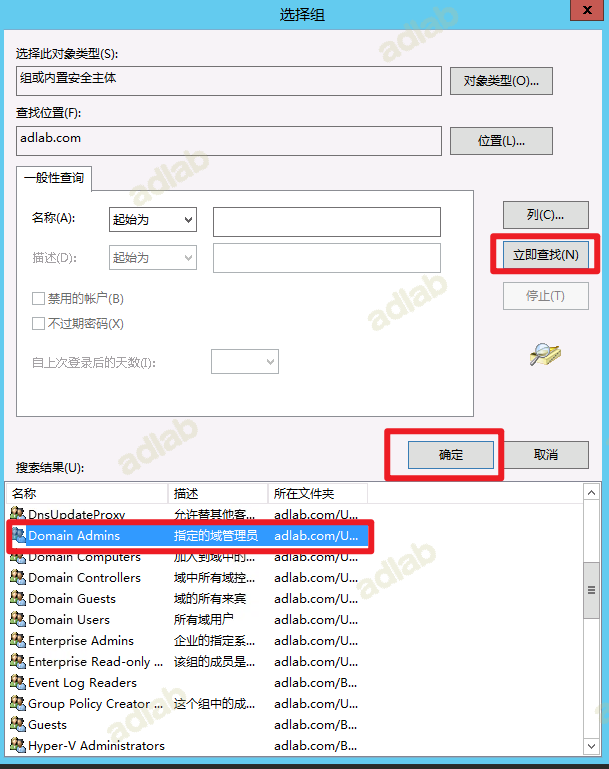 选择组
x
选择此对象类型(S):
组或内置安全主体
对象类型(O)...
查找位置(F):
adlab.com
位置(L)...
一般性查询
名称(A):
起始为
列(C)...
描述(D):
起始为
立即查找(N)
禁用的帐户(B)
停止(T)
不过期密码(X)
自上次登录后的天数(I):
确定
取消
搜索结果(U):
名称 描述 所在文件夹
DnsUpdateProxy 允许替其他客... adlab.com/U...
Domain Admins 指定的域管理员 adlab.com/U...
Domain Computers 加入到域中的... adlab.com/U...
Domain Controllers 域中所有域控... adlab.com/U...
Domain Guests 域的所有来宾 adlab.com/U...
Domain Users 所有域用户 adlab.com/U...
Enterprise Admins 企业的指定系... adlab.com/U...
Enterprise Read-only ... 该组的成员是... adlab.com/U...
Event Log Readers adlab.com/B...
Group Policy Creator ... 这个组中的成... adlab.com/U...
Guests adlab.com/B...
Hyper-V Administrators adlab.com/B...
adlab
adlab
adlab
adlab
adlab
adlab